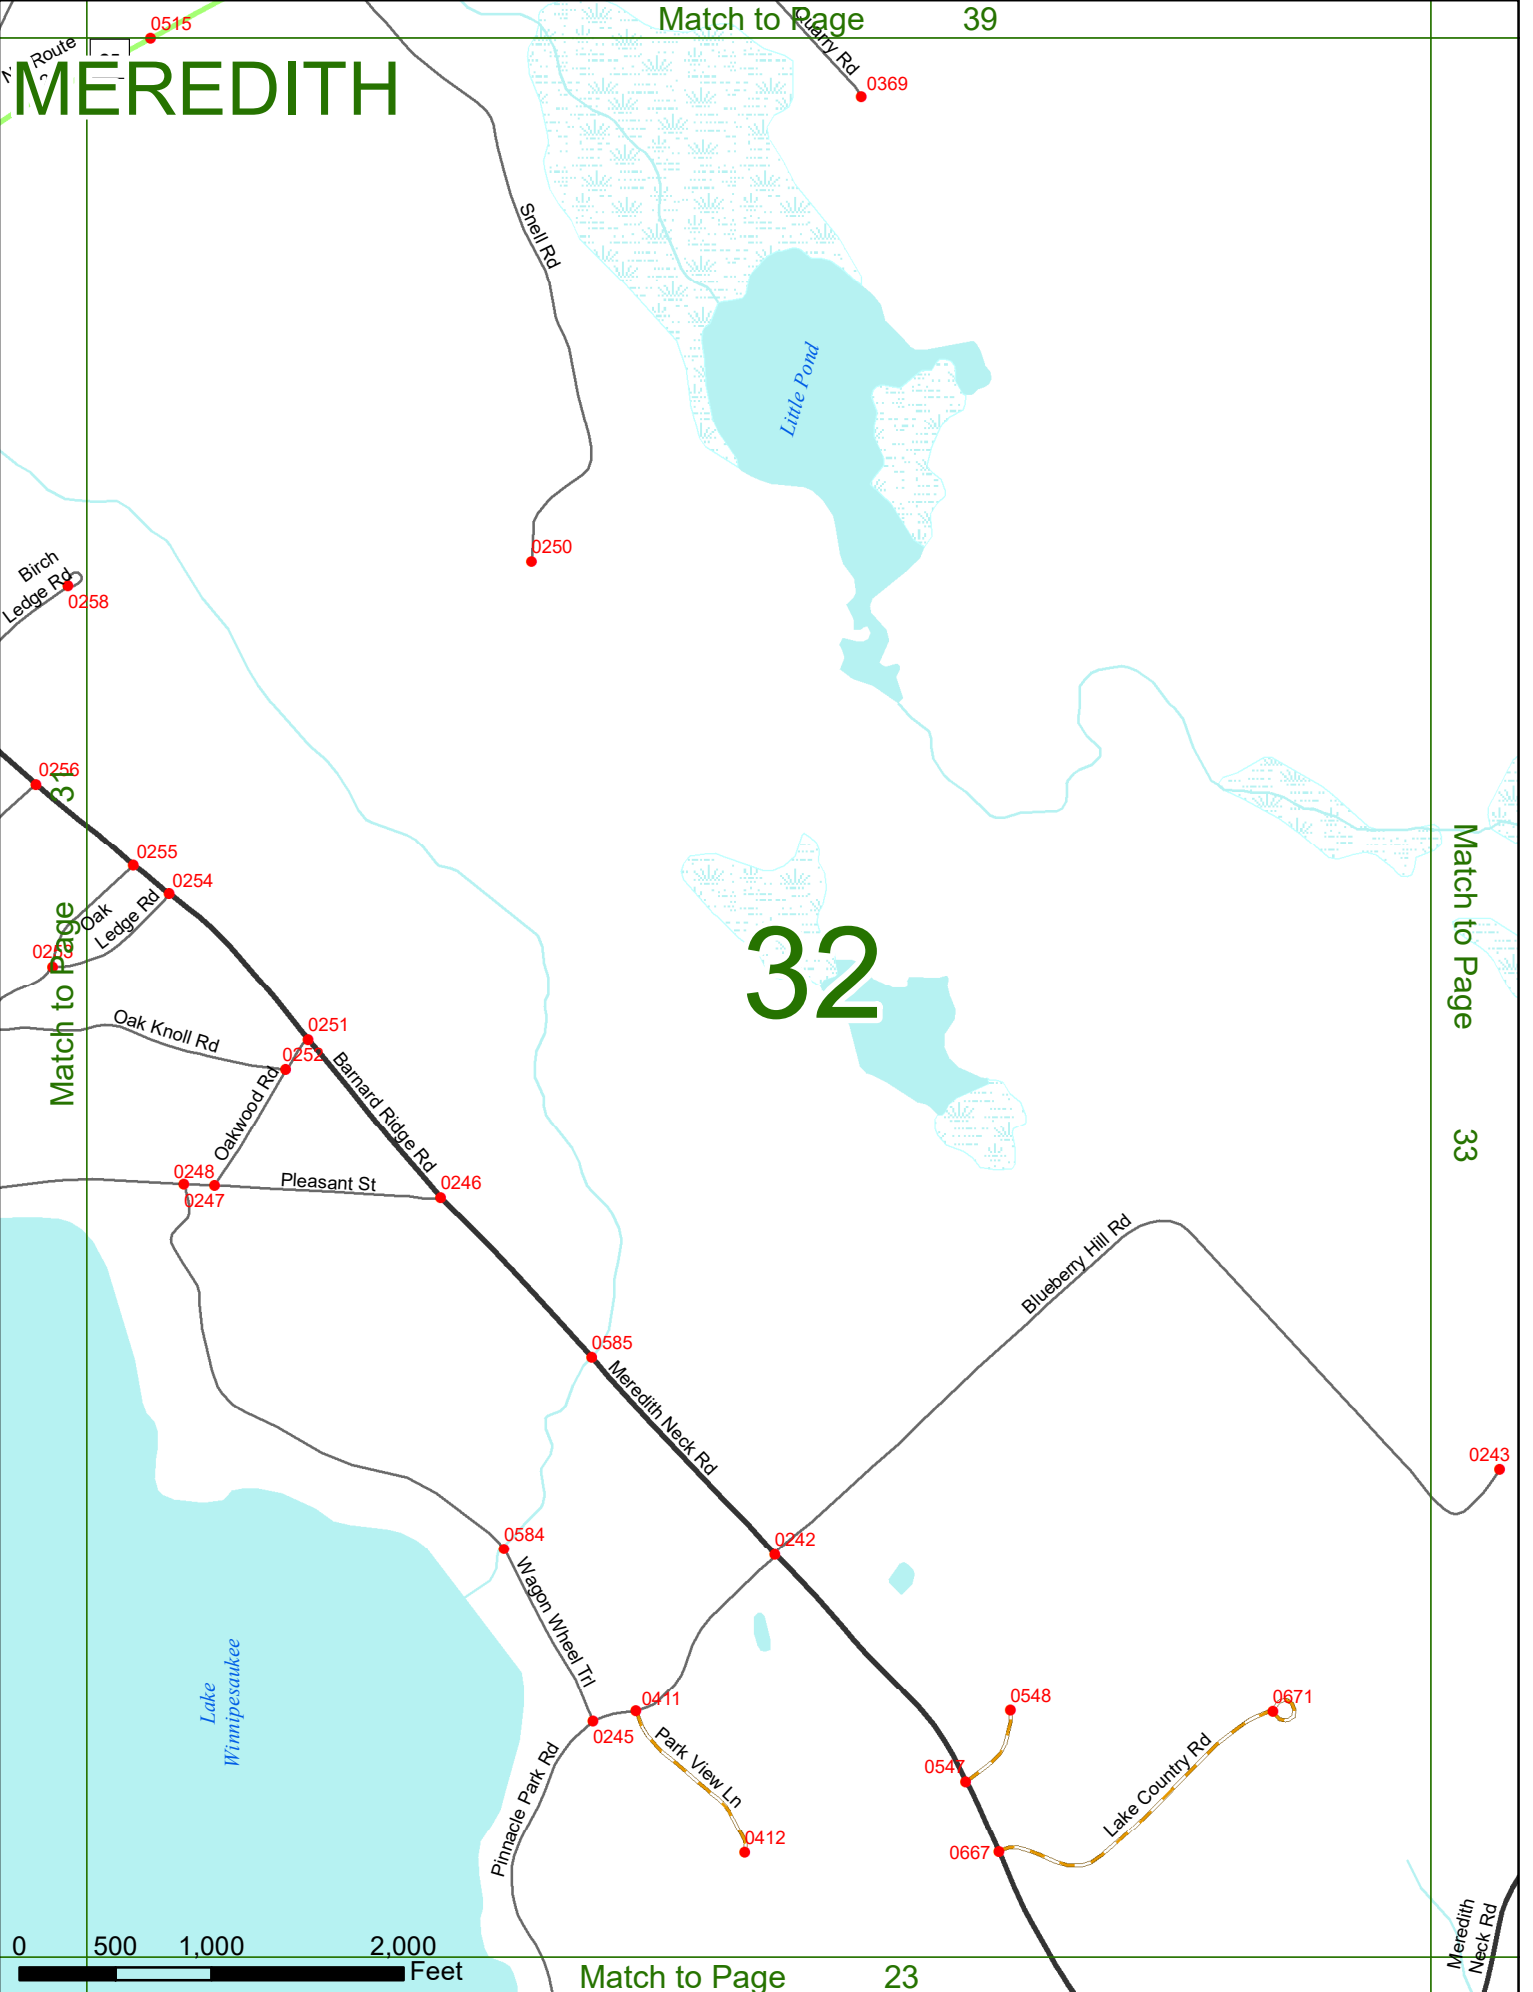 Match to Page 39
0515
Route
MEREDITH
Quarry Rd
0369
Snell Rd
Little Pond
0250
Birch
Ledge Rd
0258
0256
Match to Page 31
0255
0254
Oak
Ledge Rd
0253
32
Match to Page 33
Oak Knoll Rd
0251
0252
Barnard Ridge Rd
Oakwood Rd
0248
0247
Pleasant St
0246
Blueberry Hill Rd
0585
Meredith Neck Rd
0243
0584
0242
Wagon Wheel Trl
Lake
Winnipesaukee
0411
0245
Park View Ln
0548
0671
0547
Lake Country Rd
Pinnacle Park Rd
0412
0667
Meredith
Neck Rd
0 500 1,000 2,000
Feet
Match to Page 23